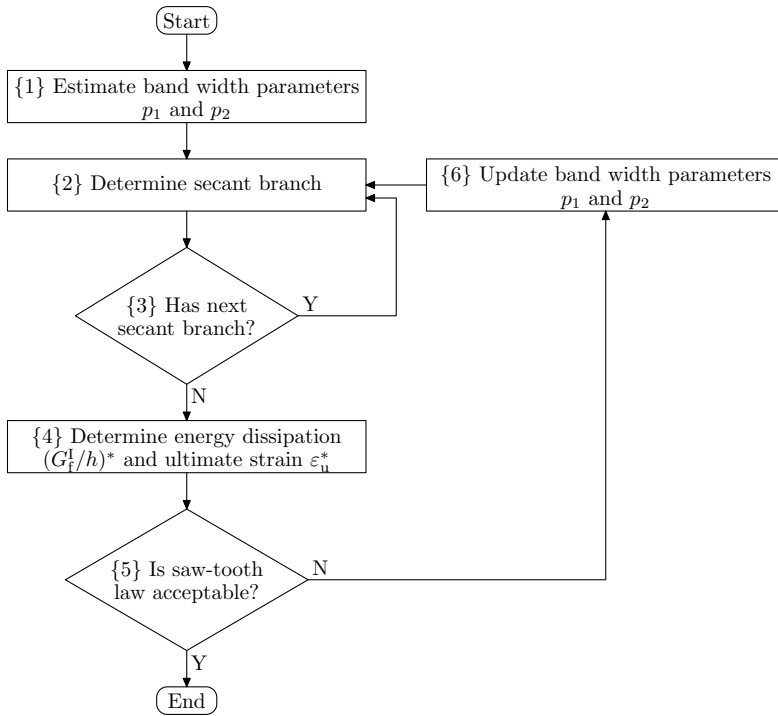 Start
{1} Estimate band width parameters
p₁ and p₂
{2} Determine secant branch
{6} Update band width parameters
p₁ and p₂
{3} Has next
secant branch?
Y
N
{4} Determine energy dissipation
(G_f^I/h)* and ultimate strain ε_u^*
{5} Is saw-tooth
law acceptable?
N
Y
End